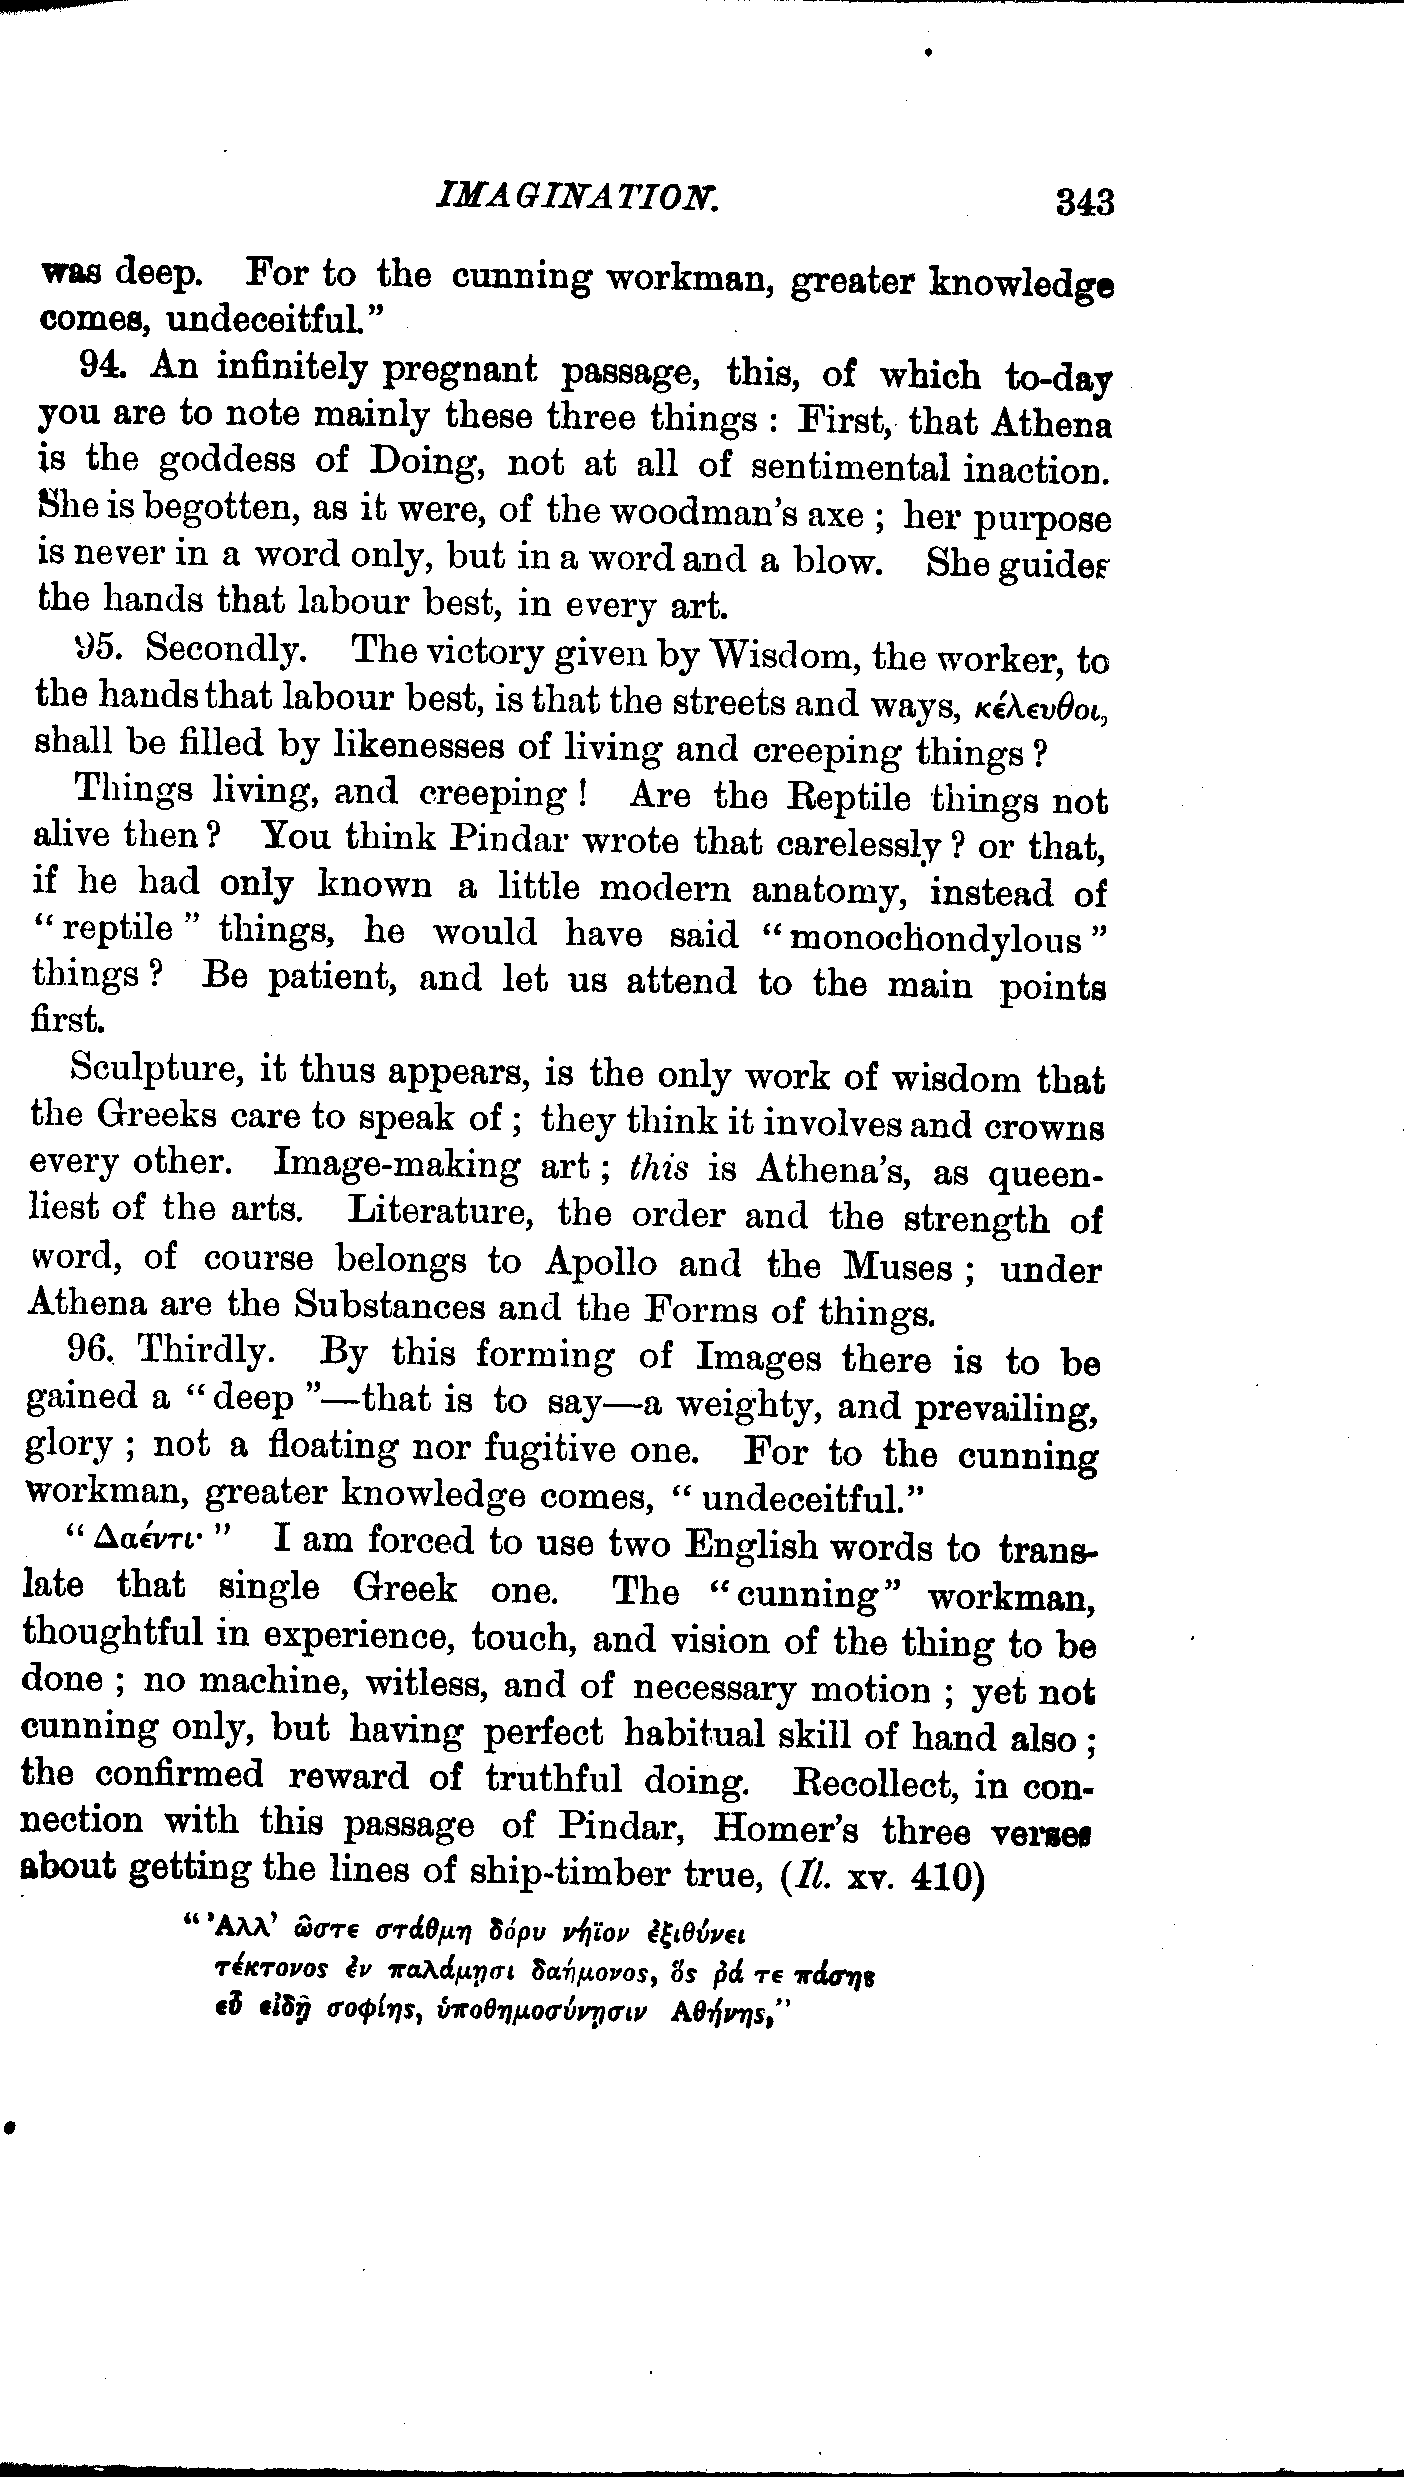 IMAGINATION. 343
was deep. For to the cunning workman, greater knowledge
comes, undeceitful."
94. An infinitely pregnant passage, this, of which to-day
you are to note mainly these three things : First, that Athena
is the goddess of Doing, not at all of sentimental inaction.
She is begotten, as it were, of the woodman's axe ; her purpose
is never in a word only, but in a word and a blow. She guides
the hands that labour best, in every art.
95. Secondly. The victory given by Wisdom, the worker, to
the hands that labour best, is that the streets and ways, κέλευθοι,
shall be filled by likenesses of living and creeping things ?
Things living, and creeping ! Are the Reptile things not
alive then ? You think Pindar wrote that carelessly ? or that,
if he had only known a little modern anatomy, instead of
"reptile" things, he would have said "monochondylous"
things ? Be patient, and let us attend to the main points
first.
Sculpture, it thus appears, is the only work of wisdom that
the Greeks care to speak of ; they think it involves and crowns
every other. Image-making art ; this is Athena's, as queen-
liest of the arts. Literature, the order and the strength of
word, of course belongs to Apollo and the Muses ; under
Athena are the Substances and the Forms of things.
96. Thirdly. By this forming of Images there is to be
gained a "deep"—that is to say—a weighty, and prevailing,
glory ; not a floating nor fugitive one. For to the cunning
workman, greater knowledge comes, "undeceitful."
"Δαέντι·" I am forced to use two English words to trans-
late that single Greek one. The "cunning" workman,
thoughtful in experience, touch, and vision of the thing to be
done ; no machine, witless, and of necessary motion ; yet not
cunning only, but having perfect habitual skill of hand also ;
the confirmed reward of truthful doing. Recollect, in con-
nection with this passage of Pindar, Homer's three verses
about getting the lines of ship-timber true, (Il. xv. 410)
"'Αλλ' ὥστε στάθμη δόρυ νήϊον ἐξιθύνει
τέκτονος ἐν παλάμῃσι δαήμονος, ὅς ῥά τε πάσης
εὖ εἰδῇ σοφίης, ὑποθημοσύνῃσιν Ἀθήνης,"